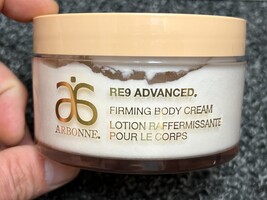 RE9 ADVANCED®
FIRMING BODY CREAM
LOTION RAFFERMISSANTE
POUR LE CORPS
ARBONNE®